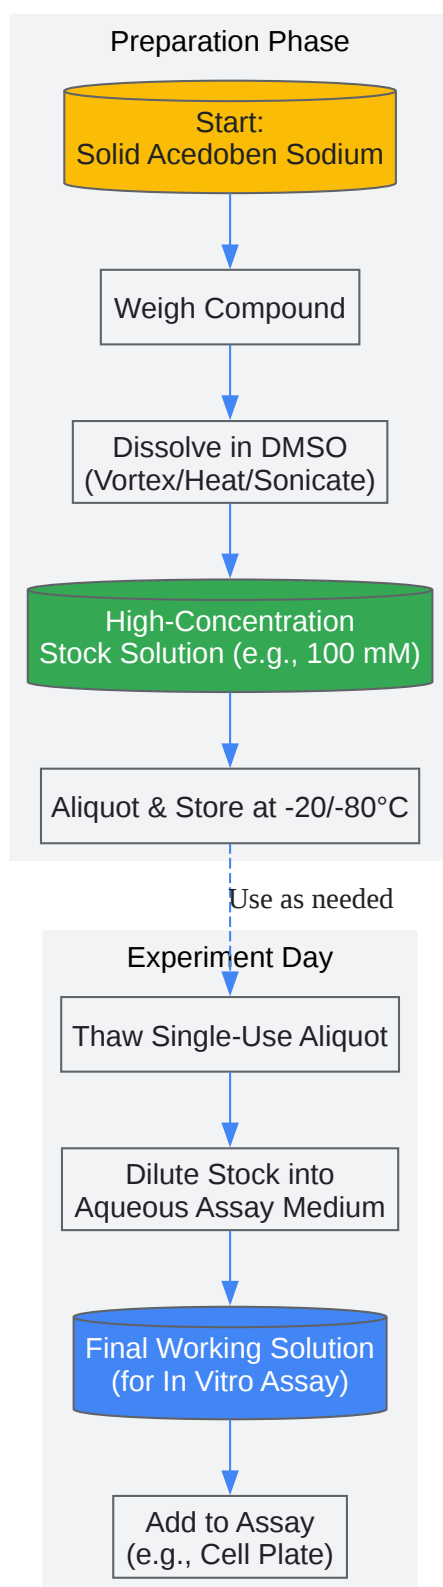 Preparation Phase
Start:
Solid Acedoben Sodium
Weigh Compound
Dissolve in DMSO
(Vortex/Heat/Sonicate)
High-Concentration
Stock Solution (e.g., 100 mM)
Aliquot & Store at -20/-80°C
Use as needed
Experiment Day
Thaw Single-Use Aliquot
Dilute Stock into
Aqueous Assay Medium
Final Working Solution
(for In Vitro Assay)
Add to Assay
(e.g., Cell Plate)